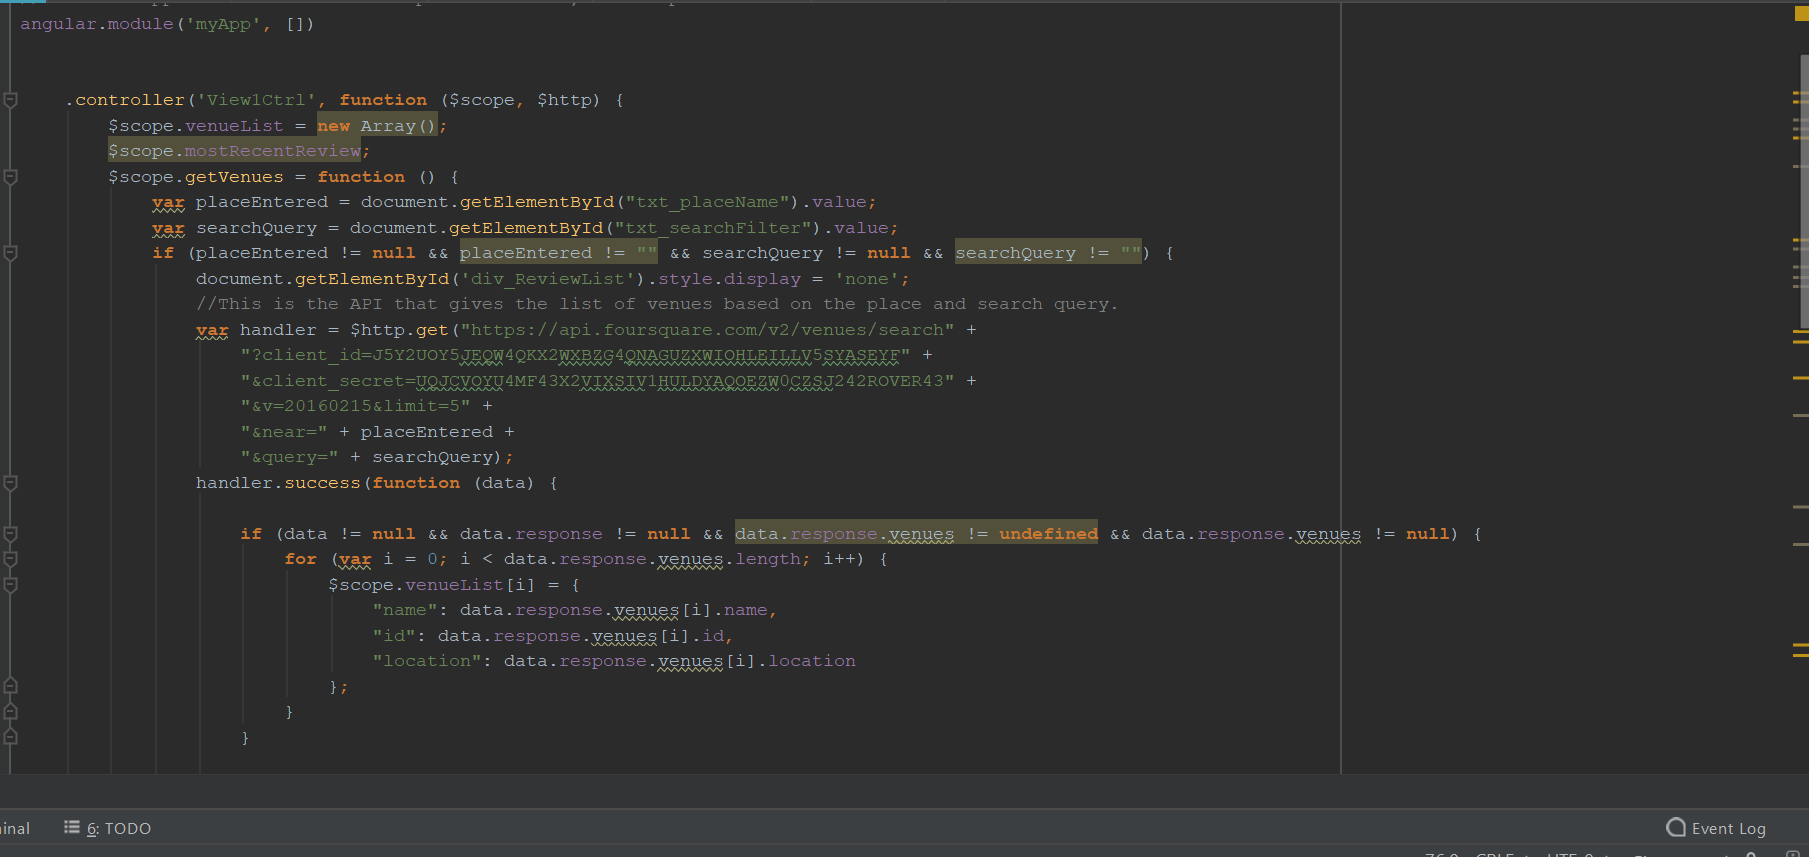 angular.module('myApp', [])
.controller('View1Ctrl', function ($scope, $http) {
$scope.venueList = new Array();
$scope.mostRecentReview;
$scope.getVenues = function () {
var placeEntered = document.getElementById("txt_placeName").value;
var searchQuery = document.getElementById("txt_searchFilter").value;
if (placeEntered != null && placeEntered != "" && searchQuery != null && searchQuery != "") {
document.getElementById('div_ReviewList').style.display = 'none';
//This is the API that gives the list of venues based on the place and search query.
var handler = $http.get("https://api.foursquare.com/v2/venues/search" +
"?client_id=J5Y2UOY5JEQW4QKX2WXBZG4QNAGUZXWIOHLEILLV5SYASEYF" +
"&client_secret=UQJCVOYU4MF43X2VIXSIV1HULDYAQOEZW0CZSJ242ROVER43" +
"&v=20160215&limit=5" +
"&near=" + placeEntered +
"&query=" + searchQuery);
handler.success(function (data) {
if (data != null && data.response != null && data.response.venues != undefined && data.response.venues != null) {
for (var i = 0; i < data.response.venues.length; i++) {
$scope.venueList[i] = {
"name": data.response.venues[i].name,
"id": data.response.venues[i].id,
"location": data.response.venues[i].location
};
}
}
6: TODO
Event Log